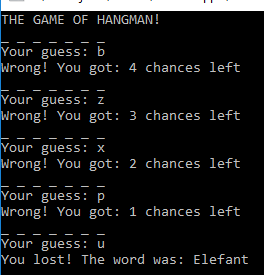 THE GAME OF HANGMAN!
_ _ _ _ _ _ _
Your guess: b
Wrong! You got: 4 chances left
_ _ _ _ _ _ _
Your guess: z
Wrong! You got: 3 chances left
_ _ _ _ _ _ _
Your guess: x
Wrong! You got: 2 chances left
_ _ _ _ _ _ _
Your guess: p
Wrong! You got: 1 chances left
_ _ _ _ _ _ _
Your guess: u
You lost! The word was: Elefant